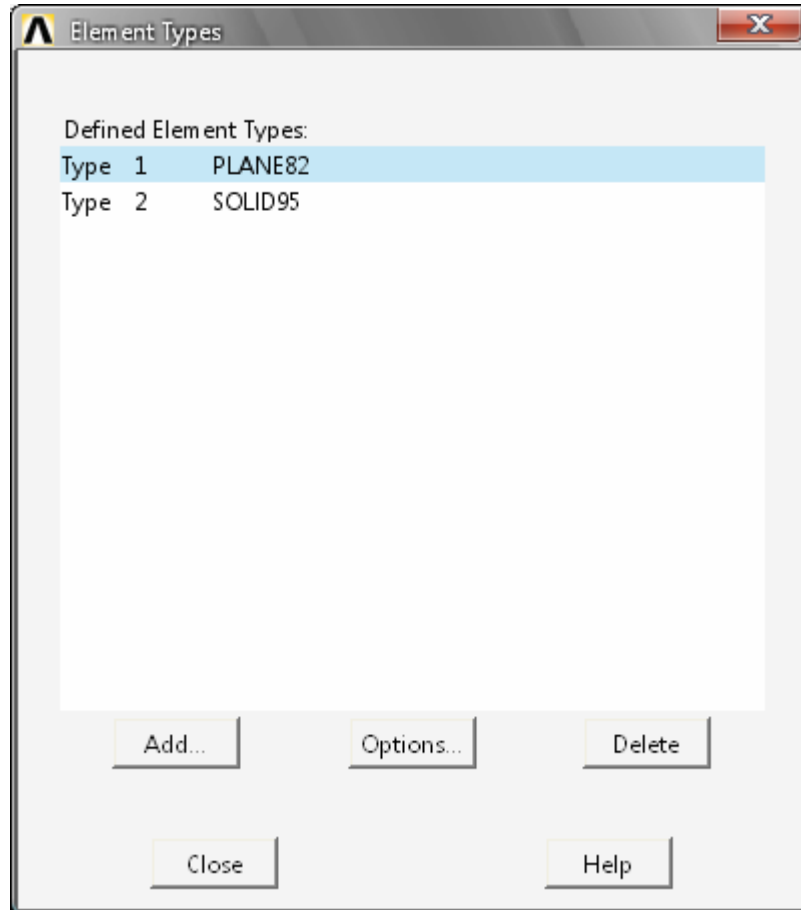 Element Types
Defined Element Types:
Type 1 PLANE82
Type 2 SOLID95
Add... Options... Delete
Close Help